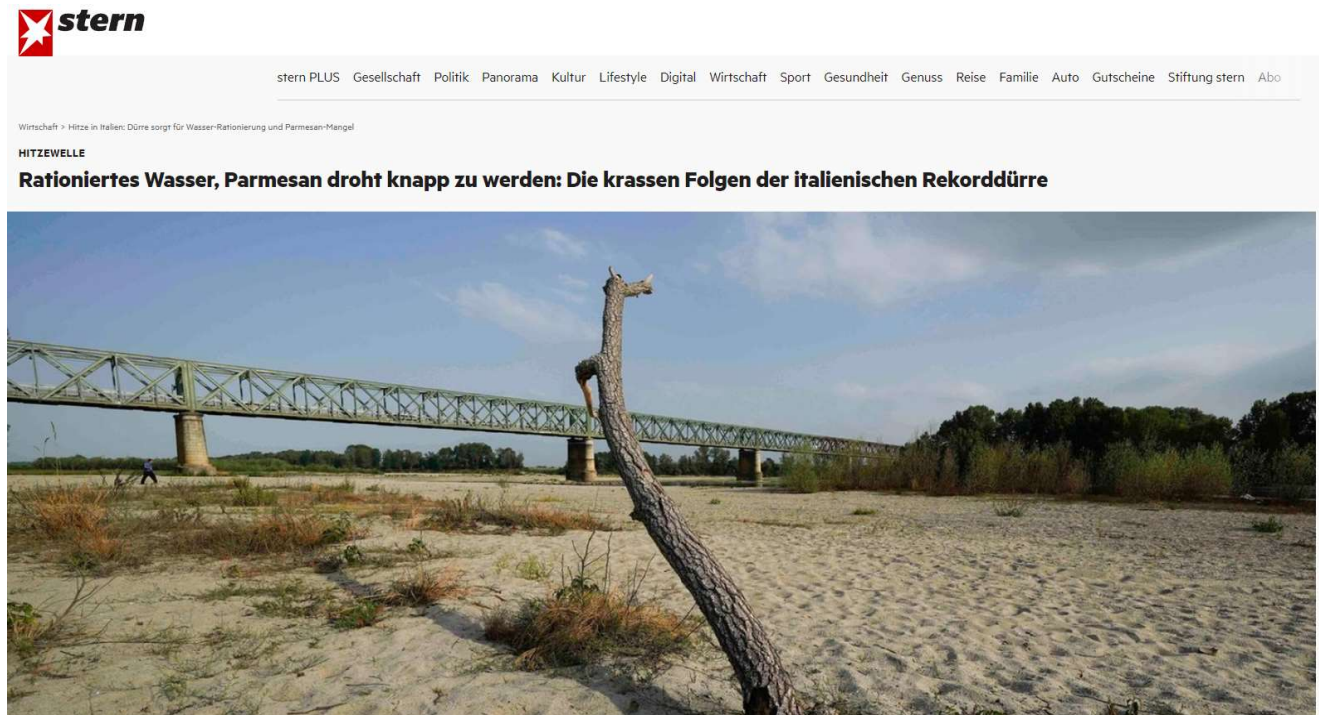 stern
stern PLUS Gesellschaft Politik Panorama Kultur Lifestyle Digital Wirtschaft Sport Gesundheit Genuss Reise Familie Auto Gutscheine Stiftung stern Abo
Wirtschaft > Hitze in Italien: Dürre sorgt für Wasser-Rationierung und Parmesan-Mangel
HITZEWELLE
Rationiertes Wasser, Parmesan droht knapp zu werden: Die krassen Folgen der italienischen Rekorddürre